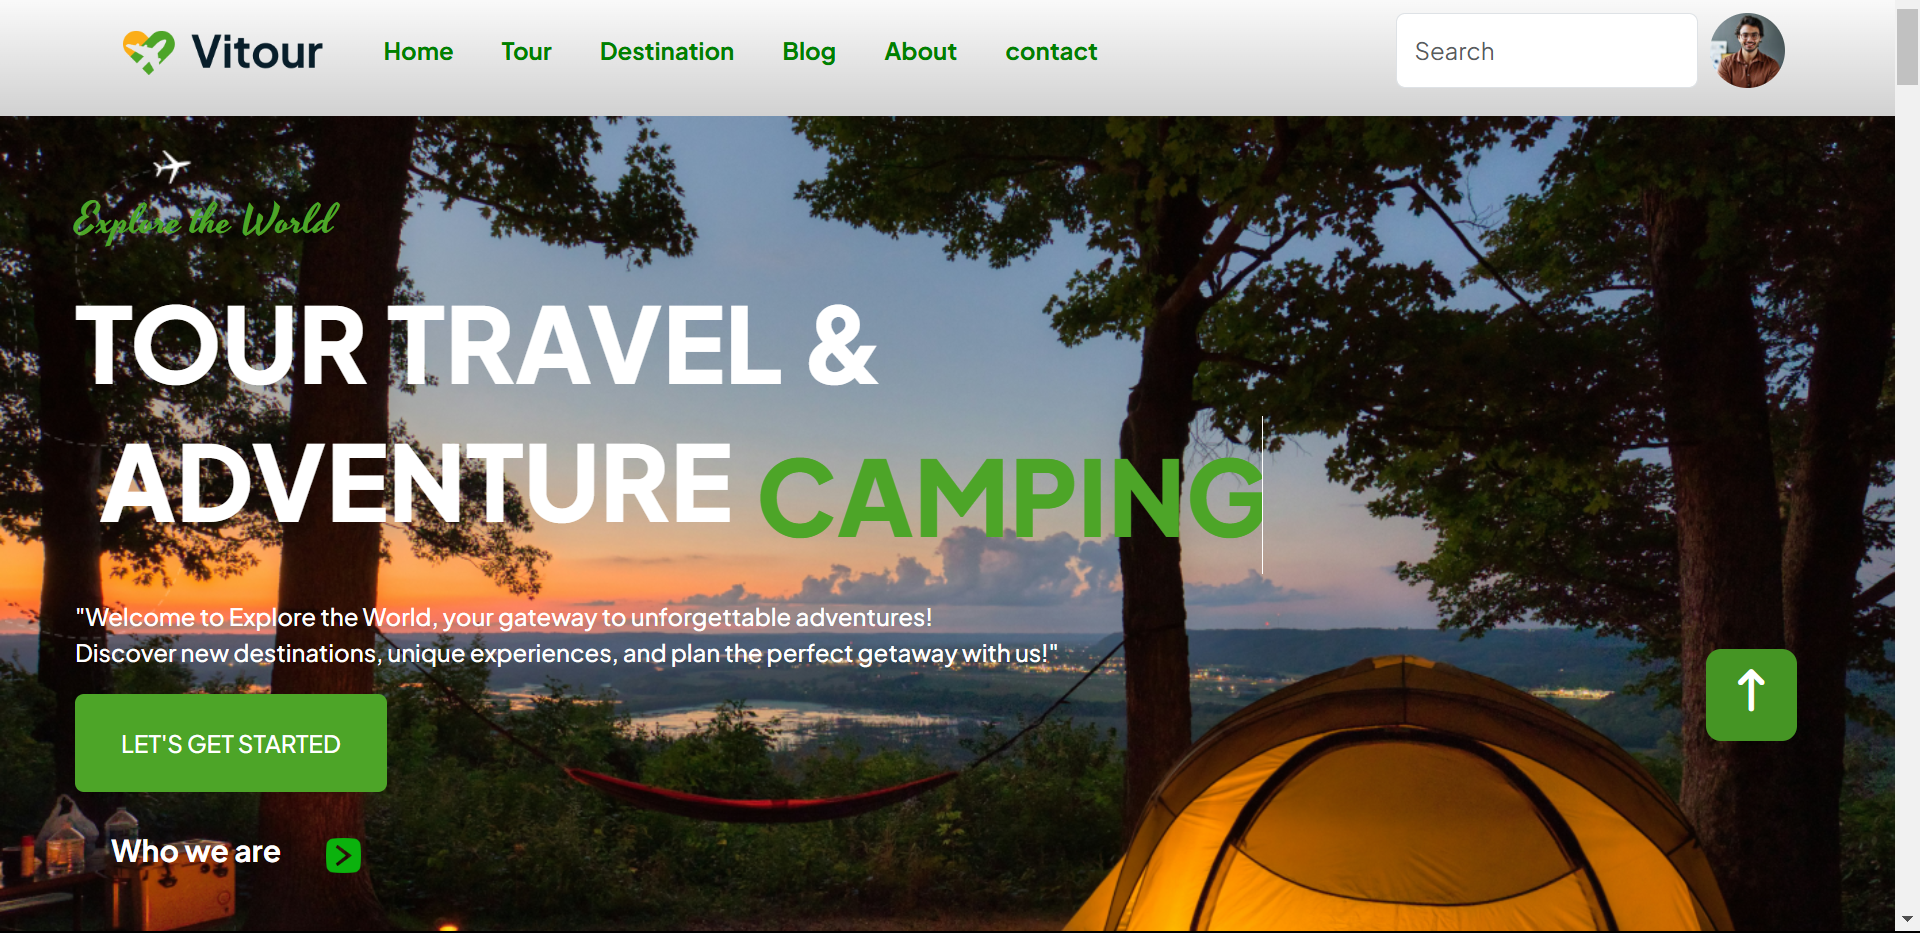 Vitour Home Tour Destination Blog About contact Search
Explore the World
TOUR TRAVEL &
ADVENTURE CAMPING
"Welcome to Explore the World, your gateway to unforgettable adventures!
Discover new destinations, unique experiences, and plan the perfect getaway with us!"
LET'S GET STARTED
Who we are